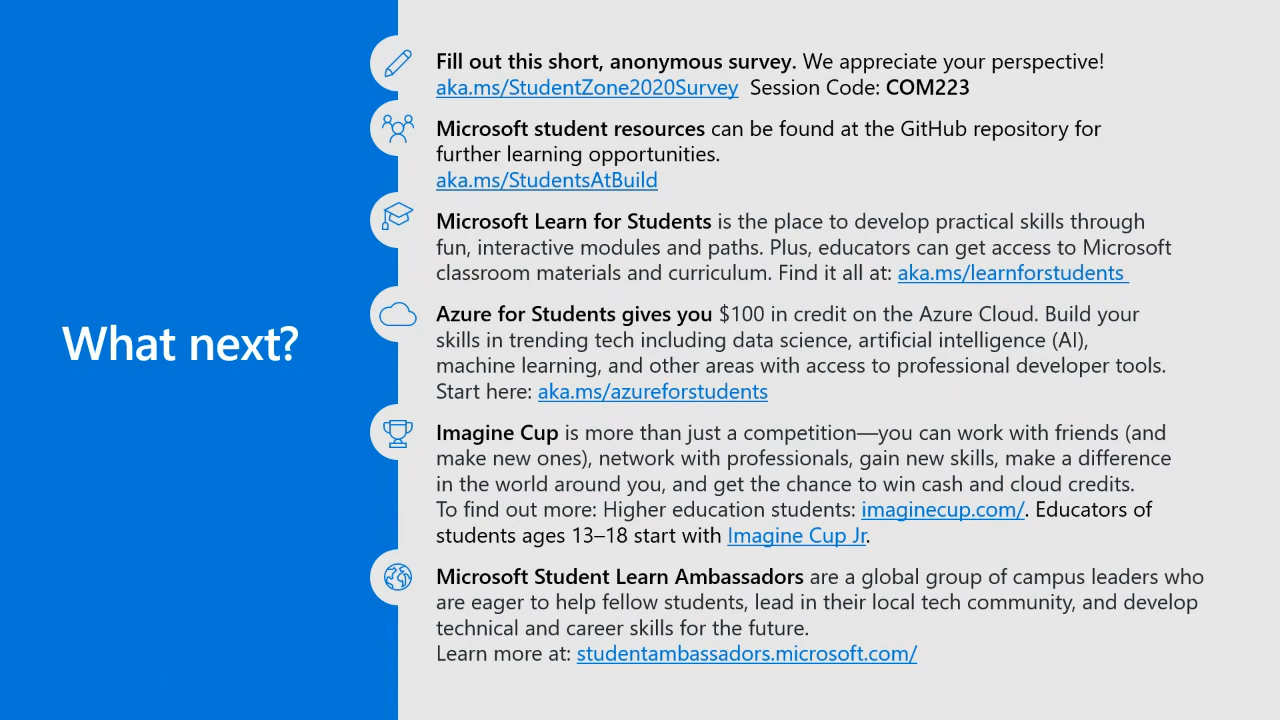 What next?
Fill out this short, anonymous survey. We appreciate your perspective!
aka.ms/StudentZone2020Survey Session Code: COM223
Microsoft student resources can be found at the GitHub repository for
further learning opportunities.
aka.ms/StudentsAtBuild
Microsoft Learn for Students is the place to develop practical skills through
fun, interactive modules and paths. Plus, educators can get access to Microsoft
classroom materials and curriculum. Find it all at: aka.ms/learnforstudents
Azure for Students gives you $100 in credit on the Azure Cloud. Build your
skills in trending tech including data science, artificial intelligence (AI),
machine learning, and other areas with access to professional developer tools.
Start here: aka.ms/azureforstudents
Imagine Cup is more than just a competition—you can work with friends (and
make new ones), network with professionals, gain new skills, make a difference
in the world around you, and get the chance to win cash and cloud credits.
To find out more: Higher education students: imaginecup.com/. Educators of
students ages 13–18 start with Imagine Cup Jr.
Microsoft Student Learn Ambassadors are a global group of campus leaders who
are eager to help fellow students, lead in their local tech community, and develop
technical and career skills for the future.
Learn more at: studentambassadors.microsoft.com/